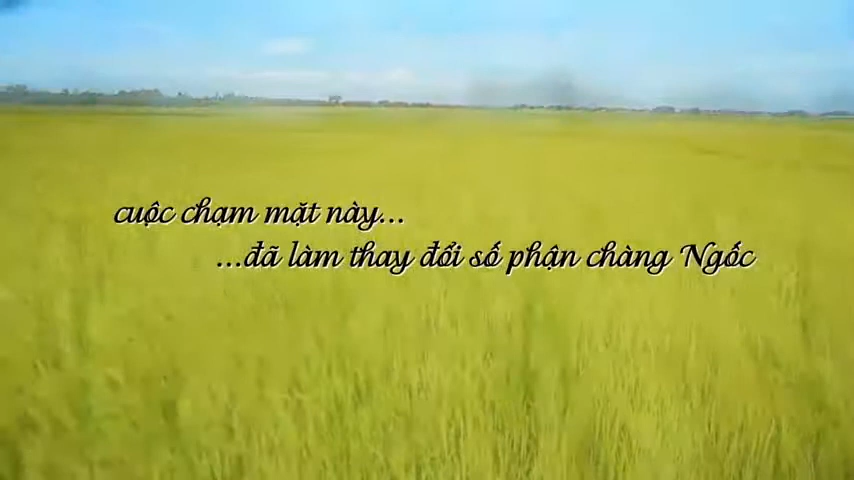 cuộc chạm mặt này...
...đã làm thay đổi số phận chàng Ngốc